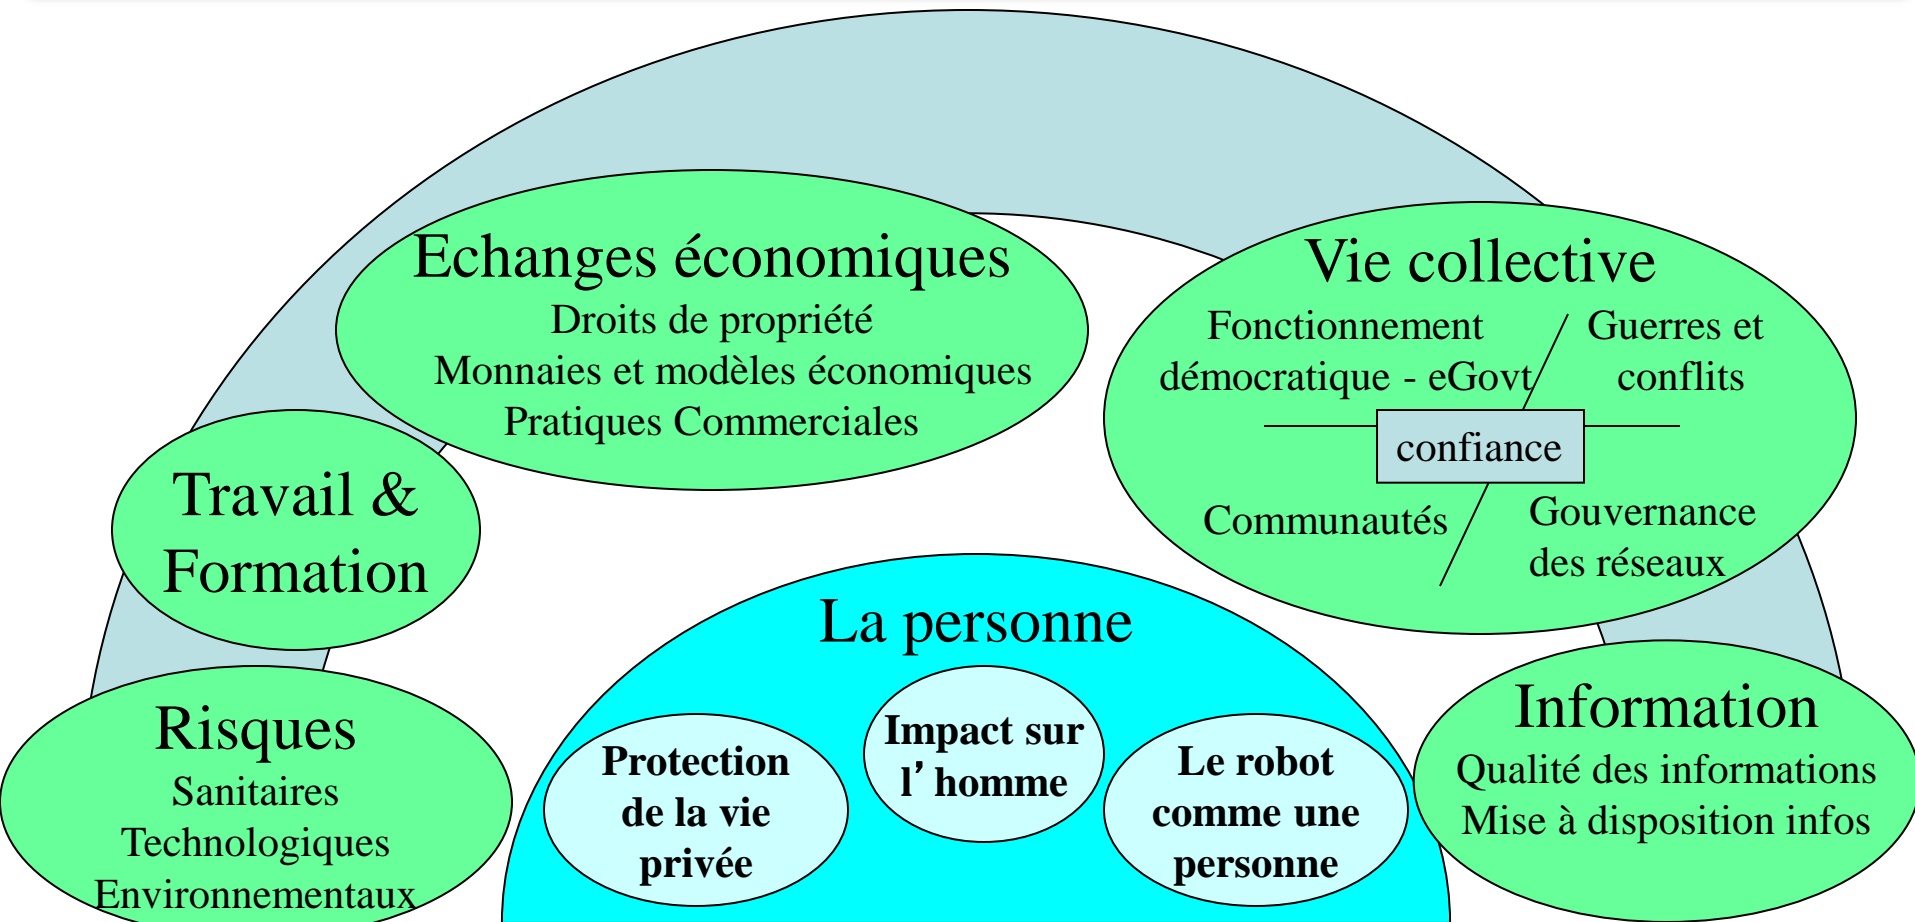 Echanges économiques
Droits de propriété
Monnaies et modèles économiques
Pratiques Commerciales
Vie collective
Fonctionnement
démocratique - eGovt
Guerres et
conflits
confiance
Communautés
Gouvernance
des réseaux
Travail &
Formation
La personne
Protection
de la vie
privée
Impact sur
l’ homme
Le robot
comme une
personne
Risques
Sanitaires
Technologiques
Environnementaux
Information
Qualité des informations
Mise à disposition infos